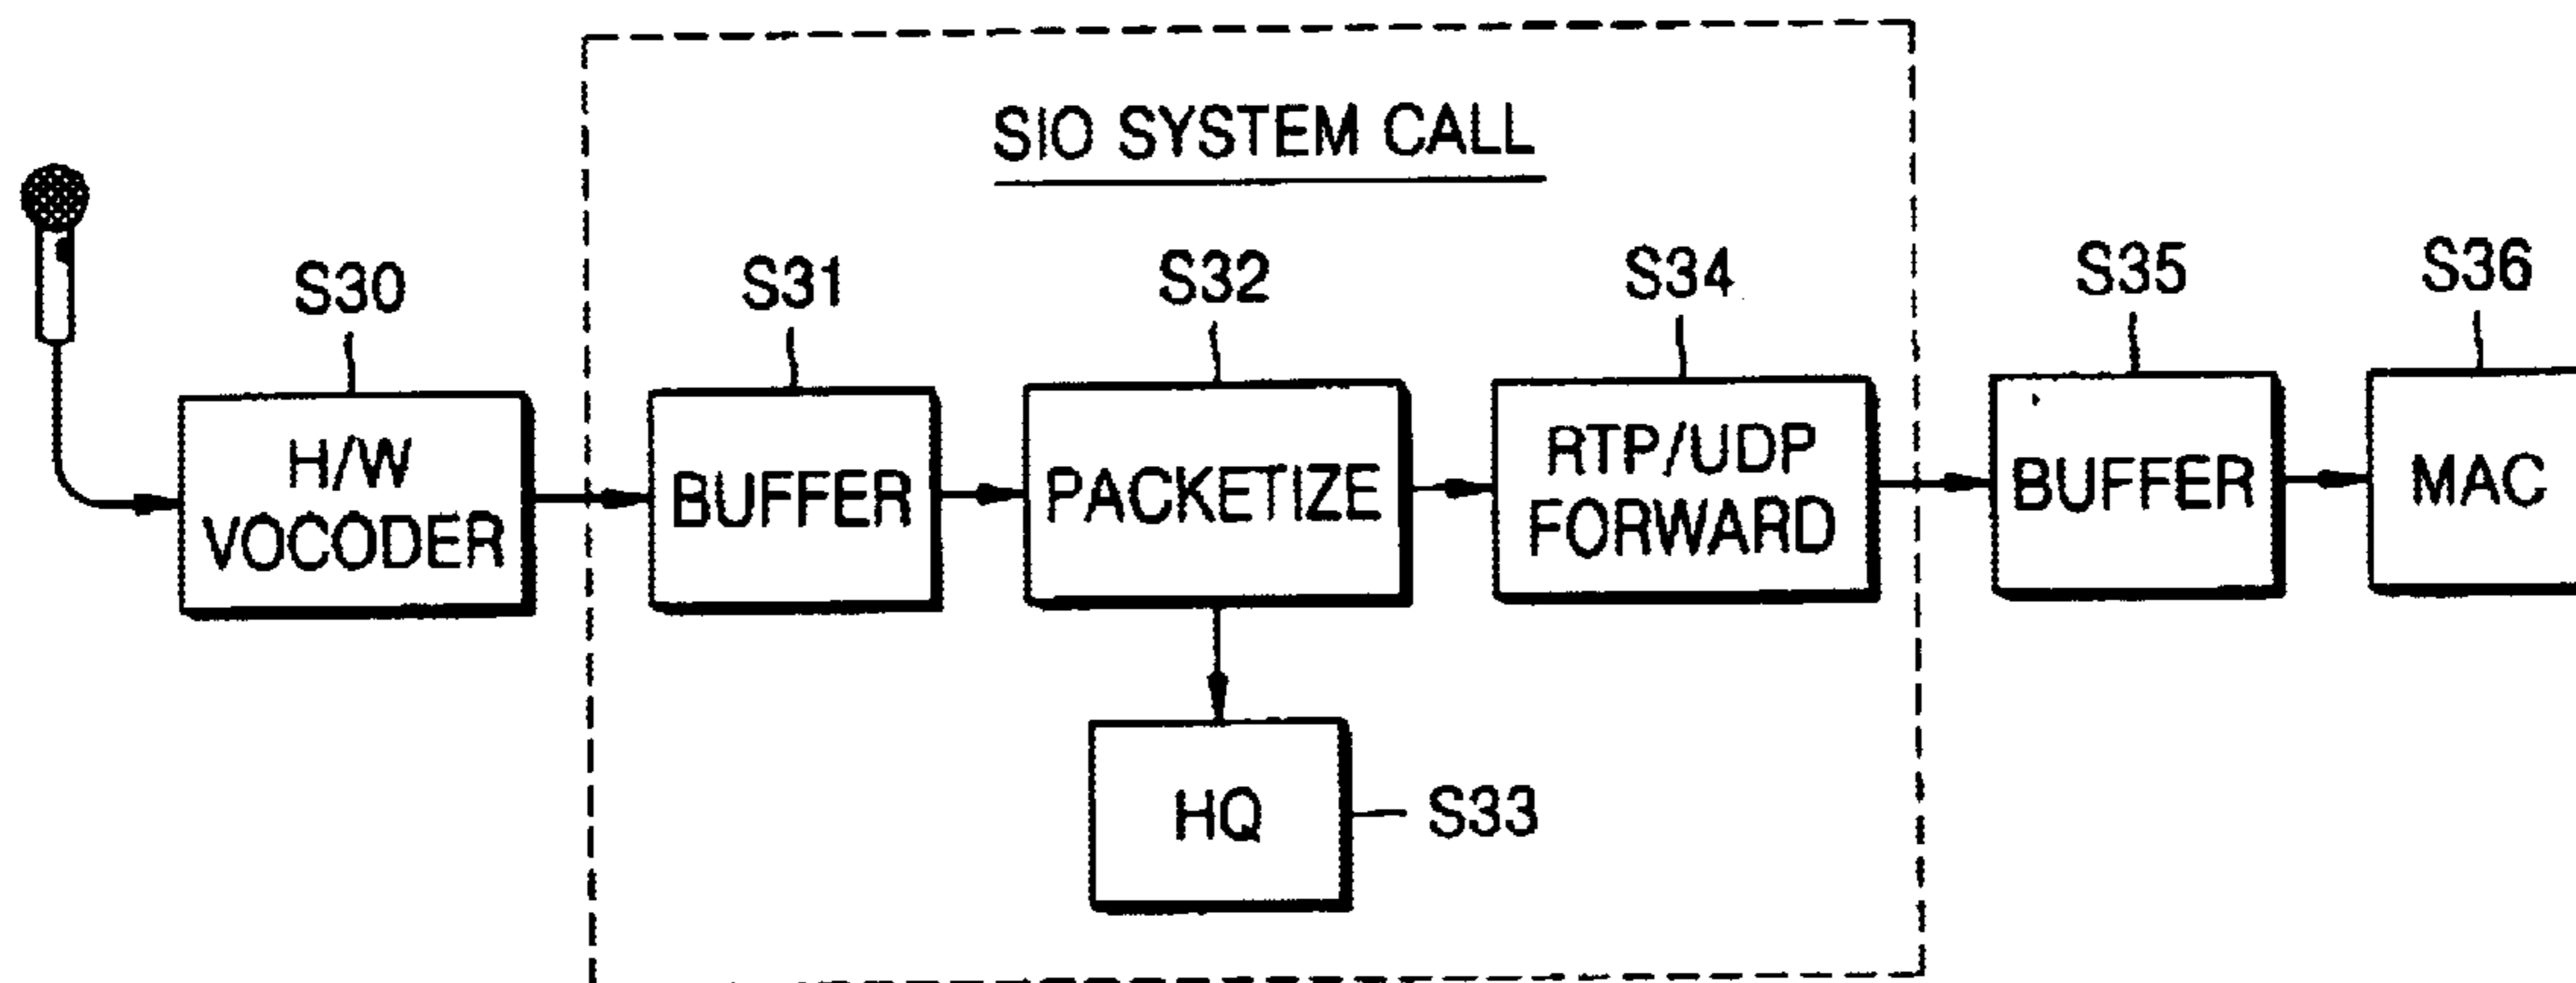 SIO SYSTEM CALL
S30
S31
S32
S34
S35
S36
H/W
VOCODER
BUFFER
PACKETIZE
RTP/UDP
FORWARD
BUFFER
MAC
HQ
S33